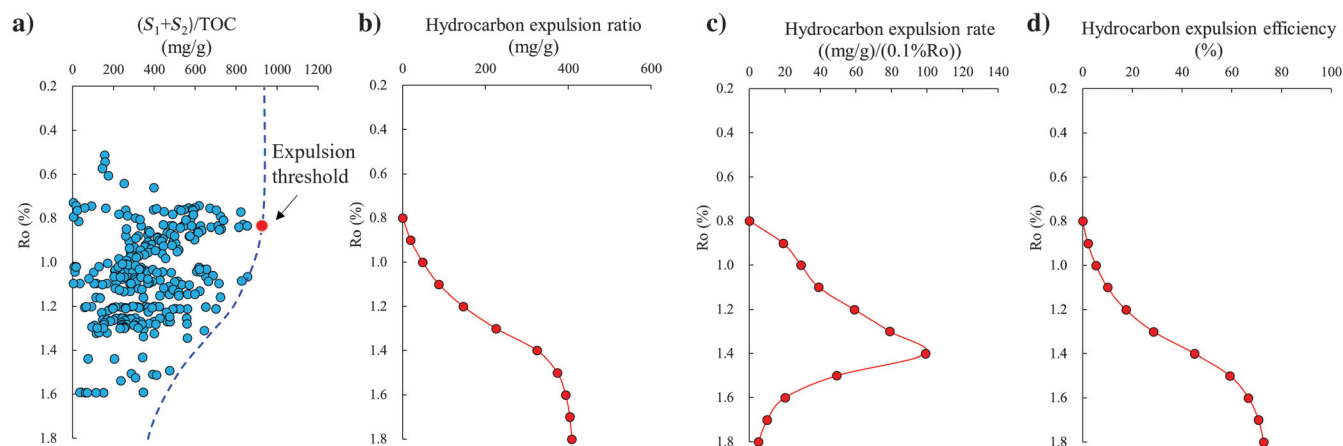 a)
(S1+S2)/TOC
(mg/g)
0 200 400 600 800 1000 1200
0.2
0.4
0.6
0.8
1.0
1.2
1.4
1.6
1.8
Ro (%)
Expulsion
threshold
b)
Hydrocarbon expulsion ratio
(mg/g)
0 200 400 600
0.2
0.4
0.6
0.8
1.0
1.2
1.4
1.6
1.8
Ro (%)
c)
Hydrocarbon expulsion rate
((mg/g)/(0.1%Ro))
0 20 40 60 80 100 120 140
0.2
0.4
0.6
0.8
1.0
1.2
1.4
1.6
1.8
Ro (%)
d)
Hydrocarbon expulsion efficiency
(%)
0 20 40 60 80 100
0.2
0.4
0.6
0.8
1.0
1.2
1.4
1.6
1.8
Ro (%)